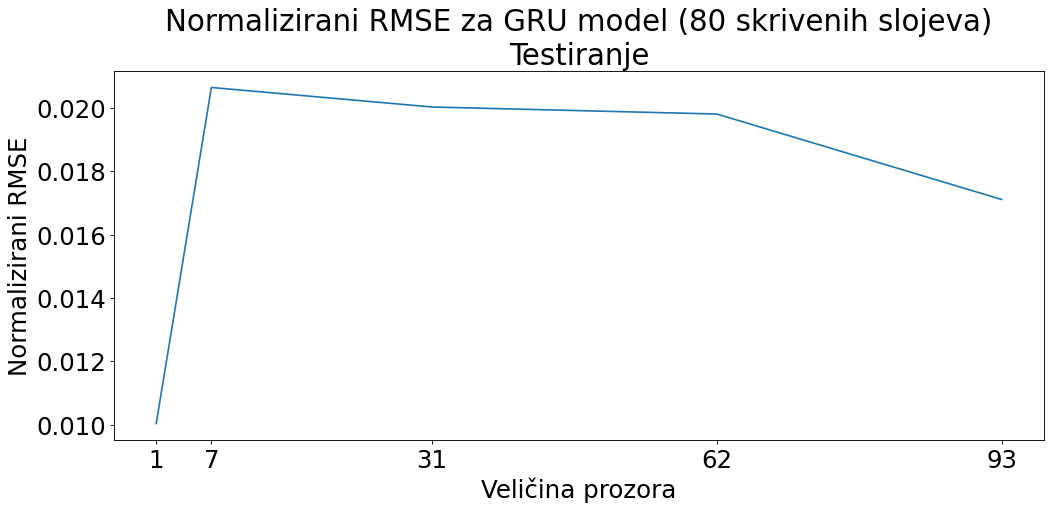 Normalizirani RMSE za GRU model (80 skrivenih slojeva)
Testiranje
Normalizirani RMSE
0.020
0.018
0.016
0.014
0.012
0.010
1 7 31 62 93
Veličina prozora